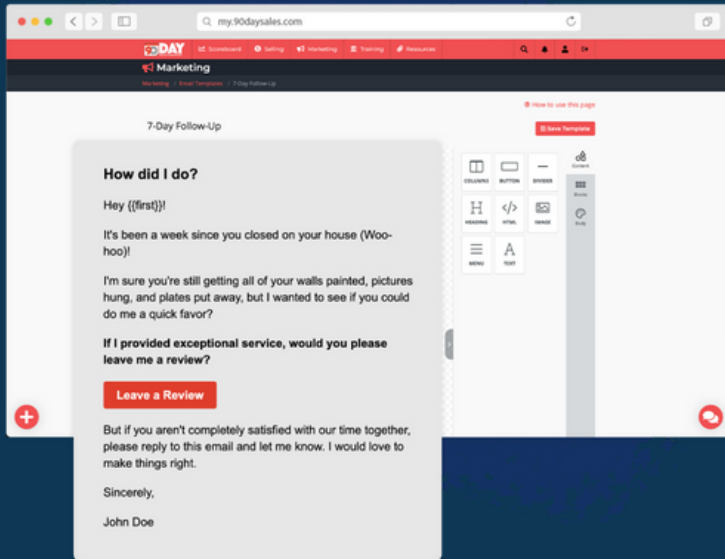 my.90daysales.com
90DAY Scoreboard Selling Marketing Training Resources
Marketing
Marketing / Email Templates / 7-Day Follow-Up
How to use this page
7-Day Follow-Up
Save Template
How did I do?
Hey {{first}}!
It's been a week since you closed on your house (Woo-
hoo)!
I'm sure you're still getting all of your walls painted, pictures
hung, and plates put away, but I wanted to see if you could
do me a quick favor?
If I provided exceptional service, would you please
leave me a review?
Leave a Review
But if you aren't completely satisfied with our time together,
please reply to this email and let me know. I would love to
make things right.
Sincerely,
John Doe
COLUMNS BUTTON DIVIDER
HEADING HTML IMAGE
MENU TEXT
Content
Blocks
Body